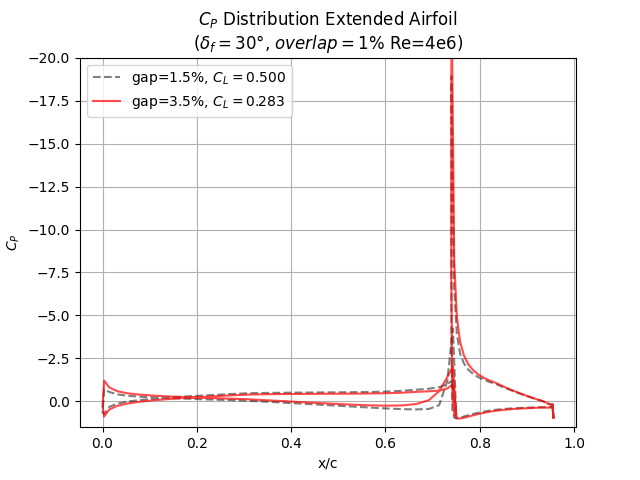 C_P Distribution Extended Airfoil
(δ_f = 30°, overlap = 1% Re=4e6)
−20.0
−17.5
−15.0
−12.5
−10.0
−7.5
−5.0
−2.5
0.0
C_P
gap=1.5%, C_L = 0.500
gap=3.5%, C_L = 0.283
0.0 0.2 0.4 0.6 0.8 1.0
x/c